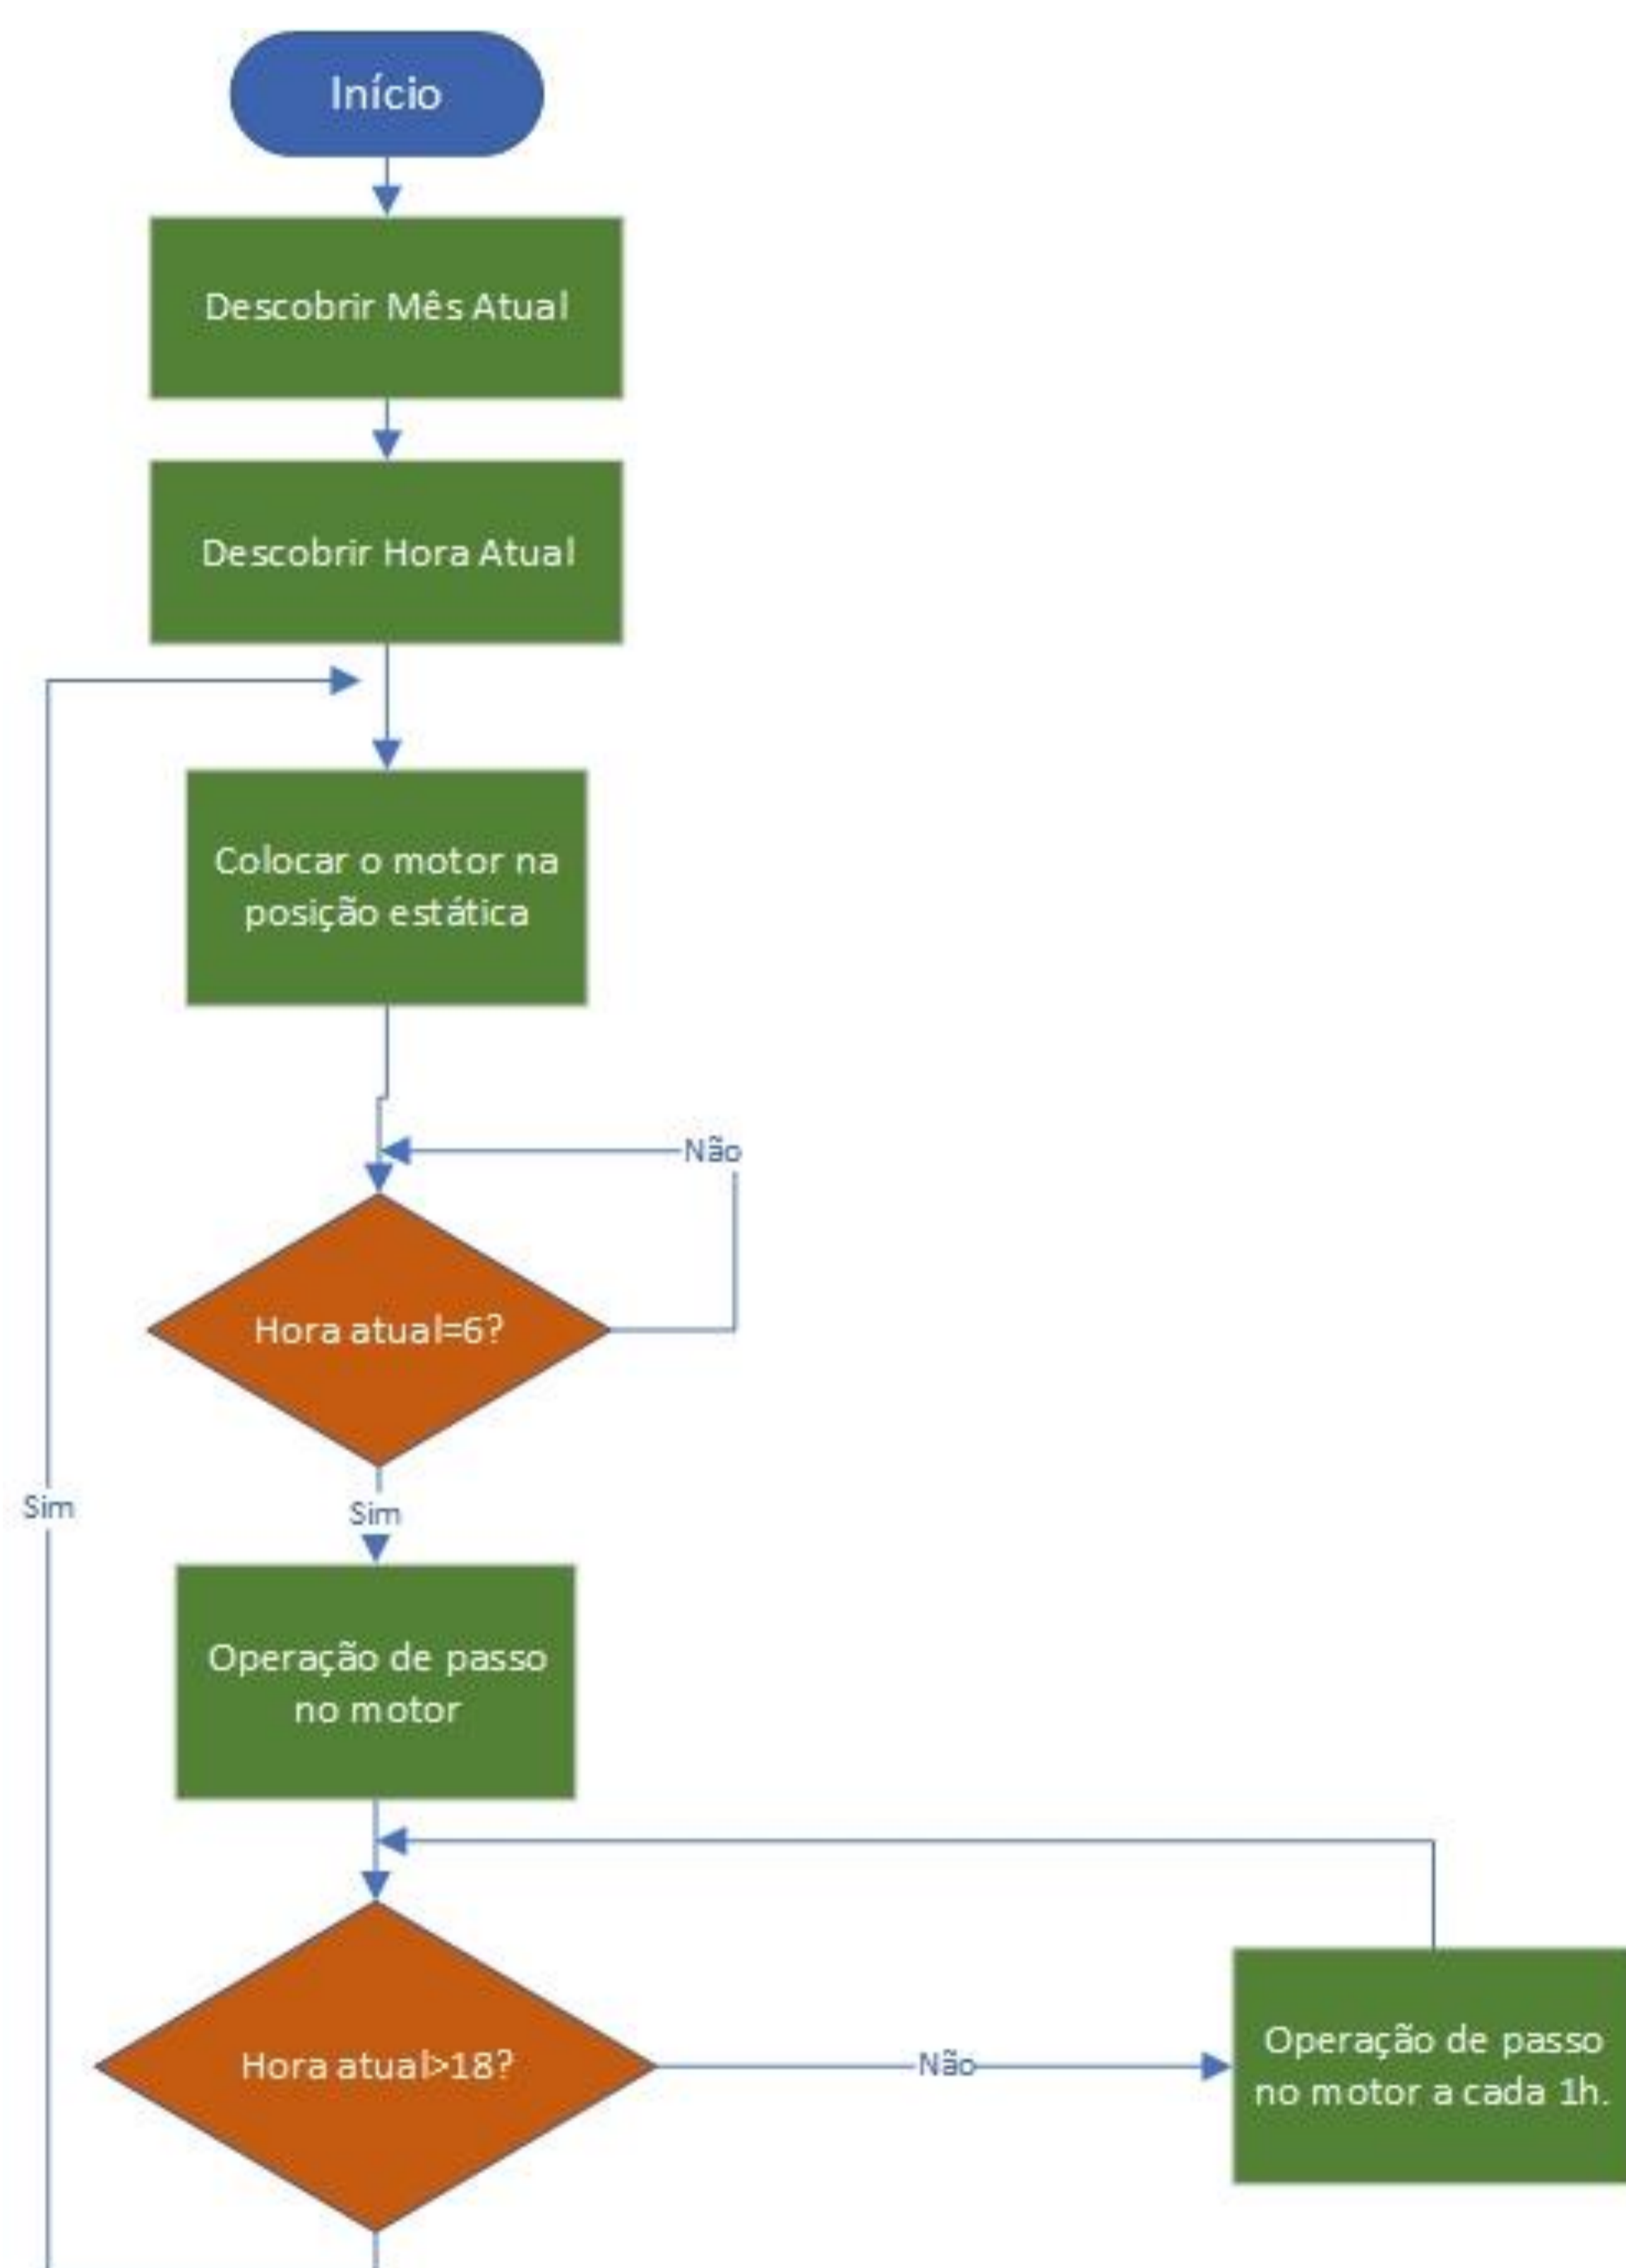 Início
Descobrir Mês Atual
Descobrir Hora Atual
Colocar o motor na
posição estática
Não
Hora atual=6?
Sim
Sim
Operação de passo
no motor
Hora atual>18?
Não
Operação de passo
no motor a cada 1h.